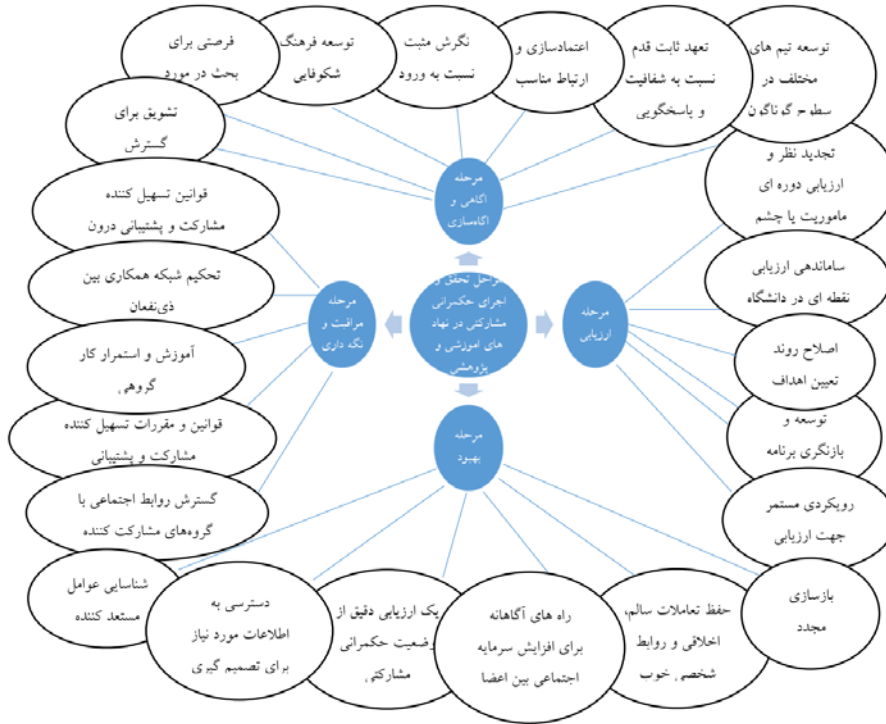 توسعه تیم های
مختلف در
سطوح گوناگون
تعهد ثابت قدم
نسبت به شفافیت
و پاسخگویی
اعتمادسازی و
ارتباط مناسب
نگرش مثبت
نسبت به ورود
توسعه فرهنگ
شکوفایی
فرصتی برای
بحث در مورد
تشویق برای
گسترش
مرحله
آگاهی و
آگاه‌سازی
مراحل تحقق و
اجرای حکمرانی
مشارکتی در نهاد
های آموزشی و
پژوهشی
مرحله
ارزیابی
تجدید نظر و
ارزیابی دوره ای
ماموریت یا چشم
ساماندهی ارزیابی
نقطه ای در دانشگاه
اصلاح روند
تعیین اهداف
توسعه و
بازنگری برنامه
رویکردی مستمر
جهت ارزیابی
مرحله
مراقبت و
نگه داری
قوانین تسهیل کننده
مشارکت و پشتیبانی درون
تحکیم شبکه همکاری بین
ذی‌نفعان
آموزش و استمرار کار
گروهی
قوانین و مقررات تسهیل کننده
مشارکت و پشتیبانی
گسترش روابط اجتماعی با
گروه‌های مشارکت کننده
مرحله
بهبود
بازسازی
مجدد
حفظ تعاملات سالم،
اخلاقی و روابط
شخصی خوب
راه های آگاهانه
برای افزایش سرمایه
اجتماعی بین اعضا
یک ارزیابی دقیق از
وضعیت حکمرانی
مشارکتی
دسترسی به
اطلاعات مورد نیاز
برای تصمیم گیری
شناسایی عوامل
مستعد کننده